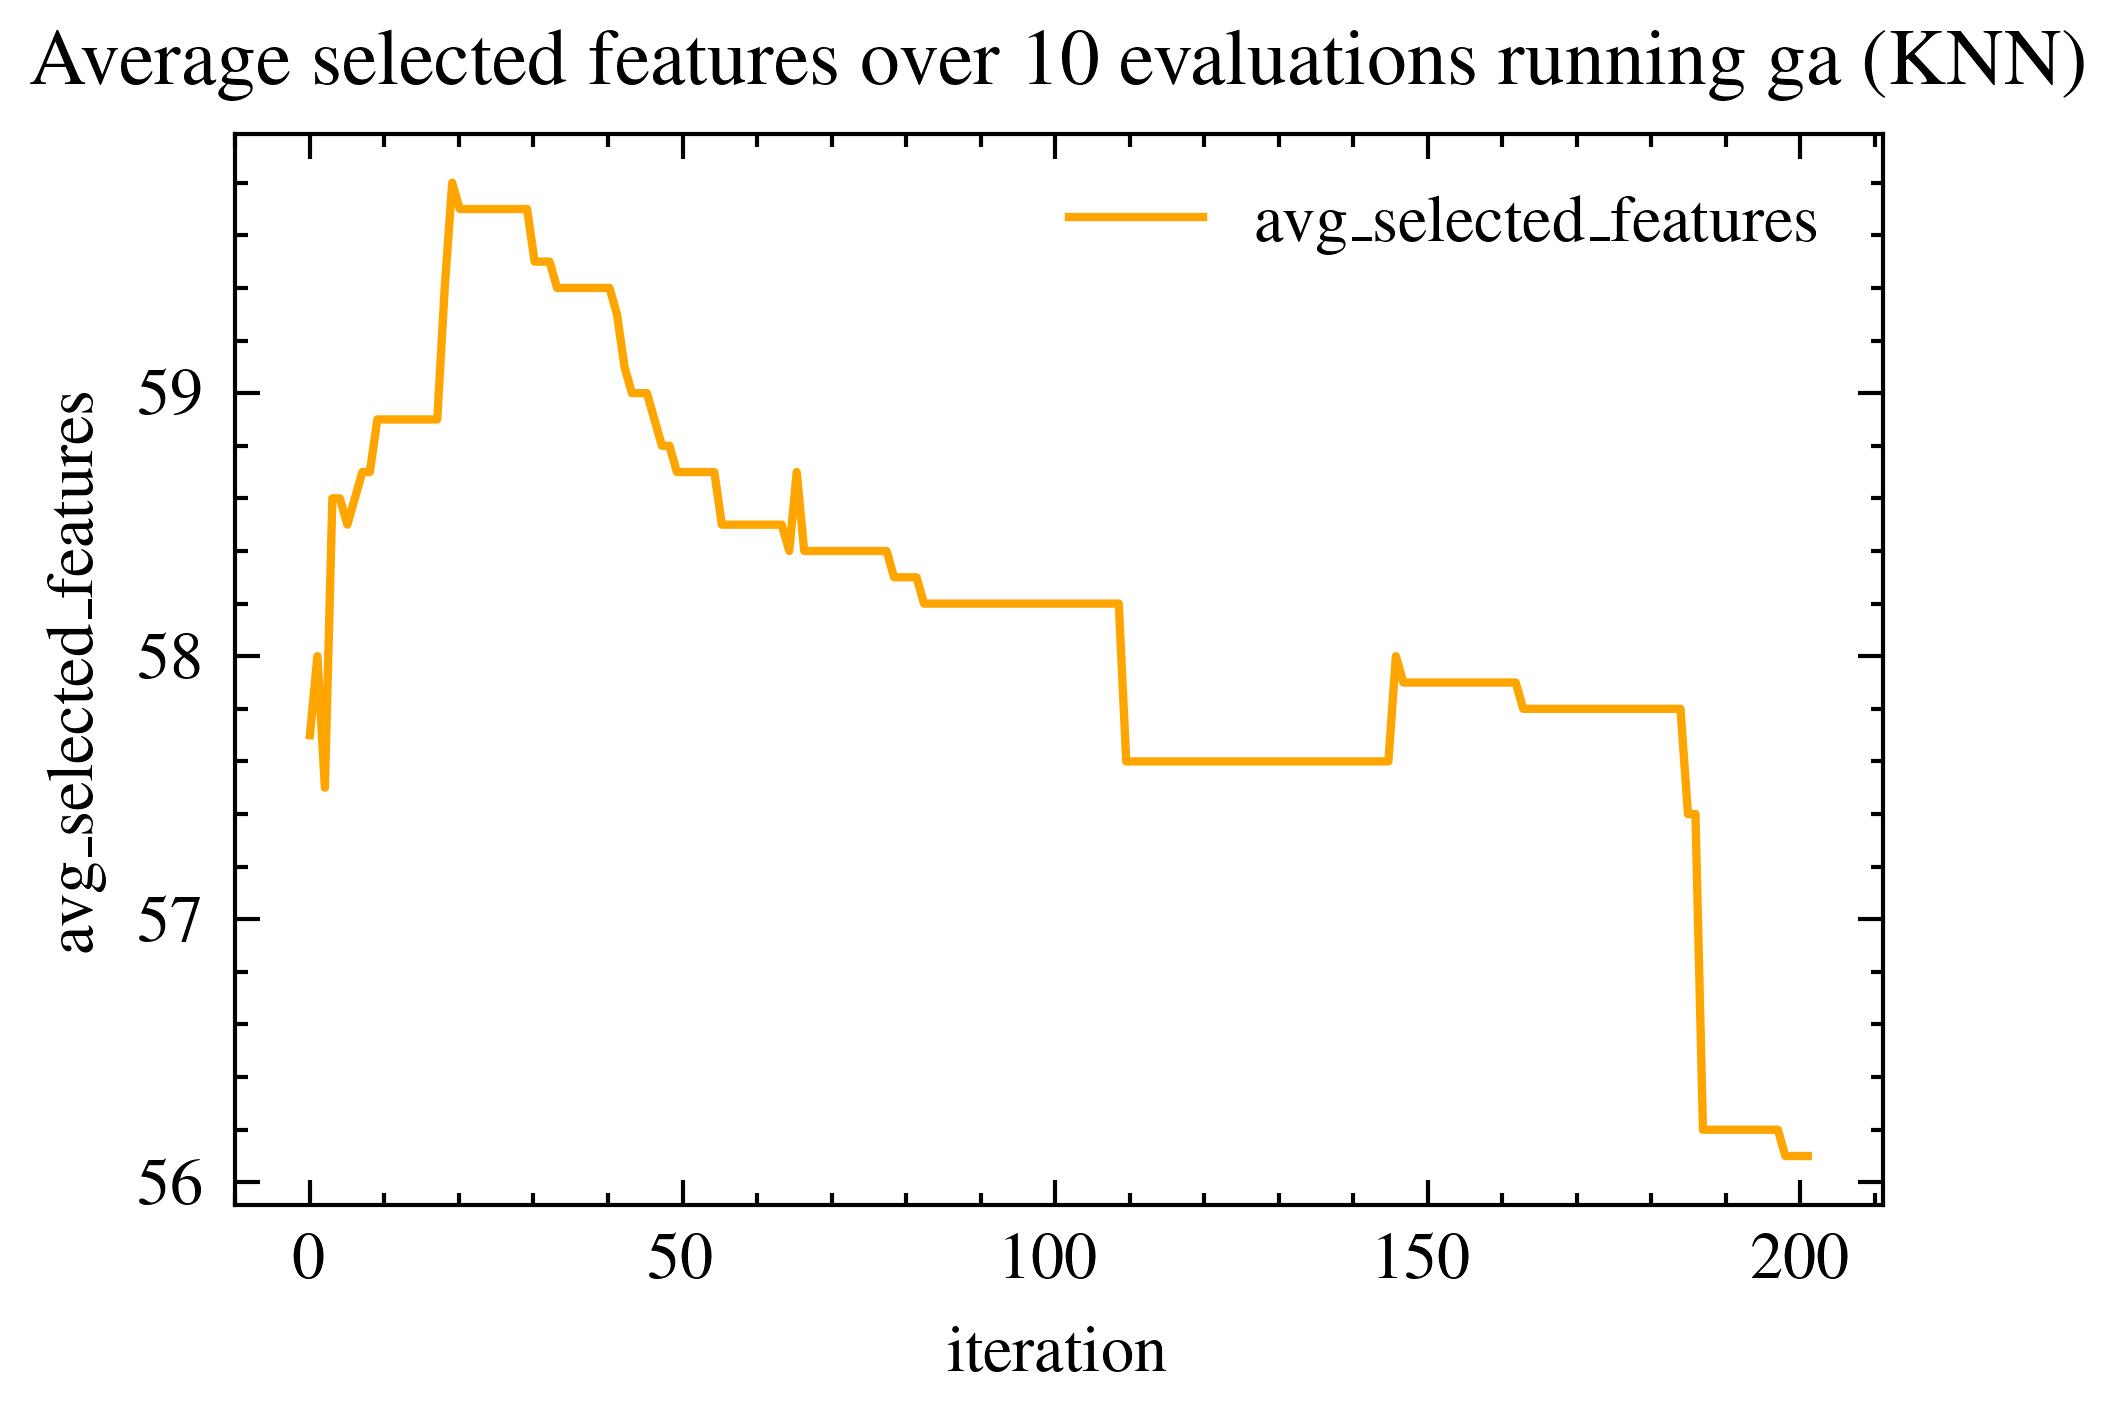 Average selected features over 10 evaluations running ga (KNN)
avg_selected_features
avg_selected_features
59
58
57
56
0 50 100 150 200
iteration